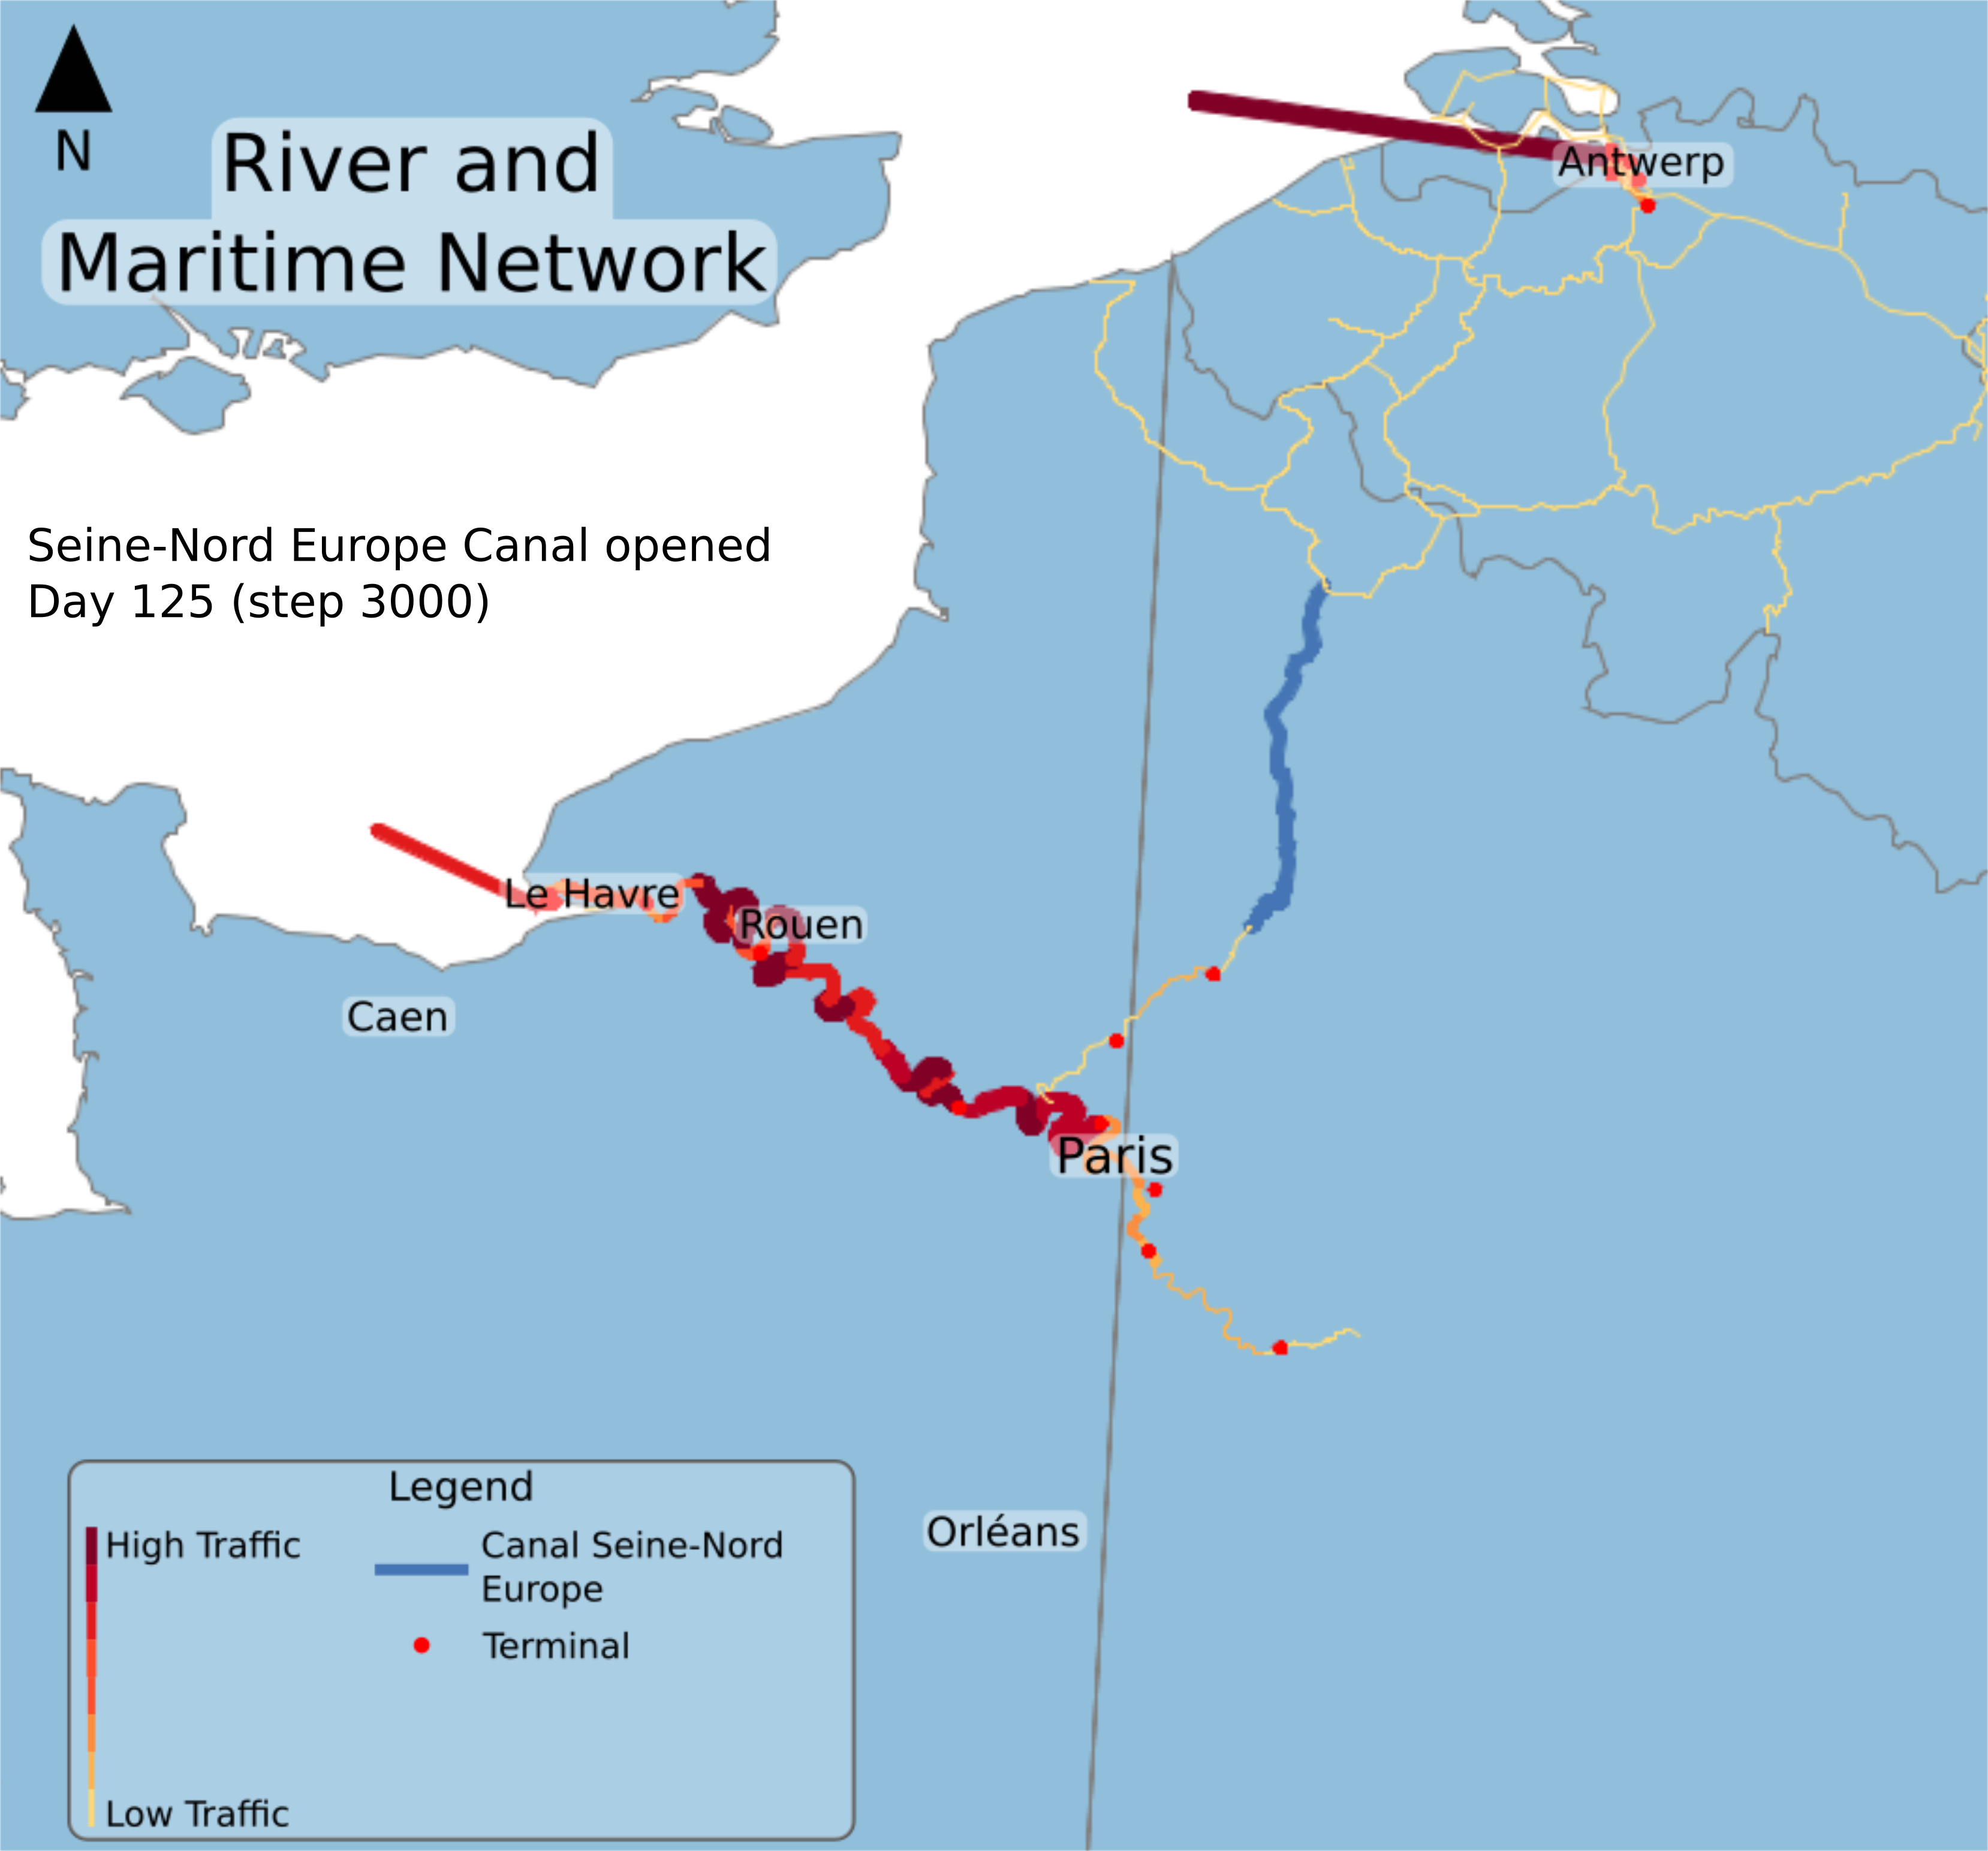 N
River and
Maritime Network
Antwerp
Seine-Nord Europe Canal opened
Day 125 (step 3000)
Le Havre
Rouen
Caen
Paris
Orléans
Legend
High Traffic
Canal Seine-Nord
Europe
Terminal
Low Traffic